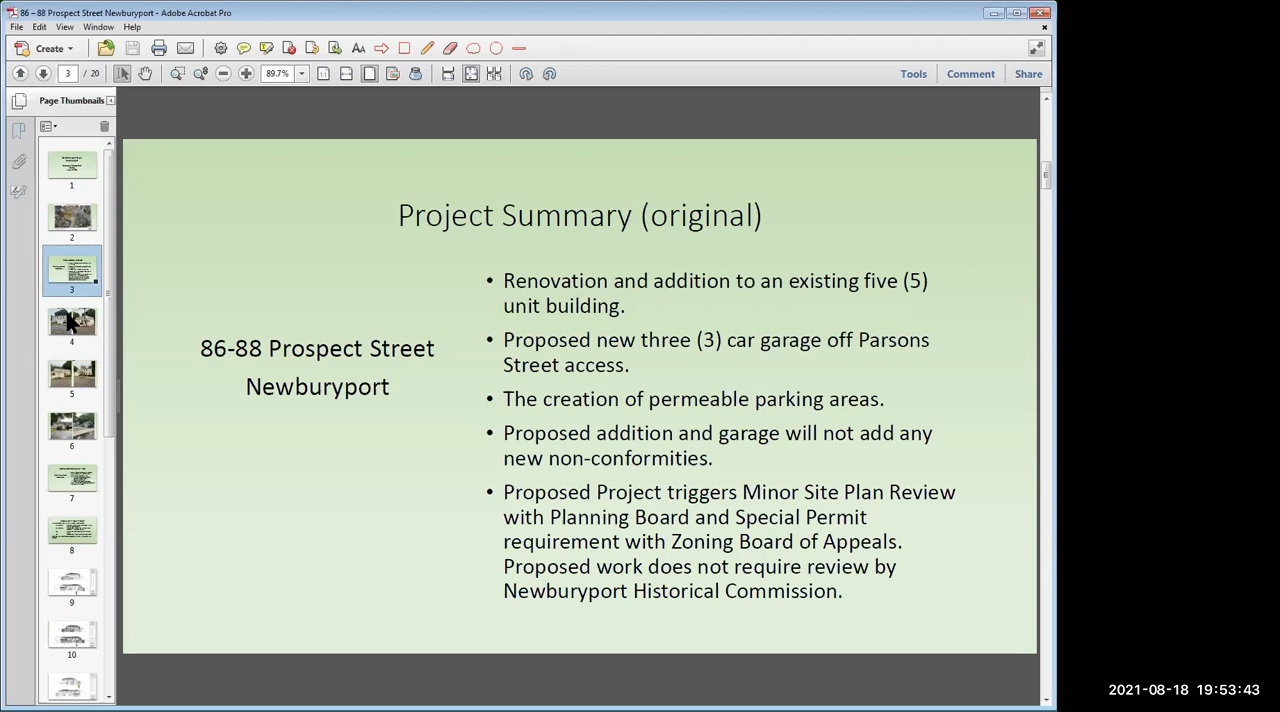 86 – 88 Prospect Street Newburyport - Adobe Acrobat Pro
File Edit View Window Help
Create
3 / 20 89.7% Tools Comment Share
Page Thumbnails
1
2
3
4
5
6
7
8
9
10
Project Summary (original)
86-88 Prospect Street
Newburyport
• Renovation and addition to an existing five (5)
unit building.
• Proposed new three (3) car garage off Parsons
Street access.
• The creation of permeable parking areas.
• Proposed addition and garage will not add any
new non-conformities.
• Proposed Project triggers Minor Site Plan Review
with Planning Board and Special Permit
requirement with Zoning Board of Appeals.
Proposed work does not require review by
Newburyport Historical Commission.
2021-08-18 19:53:43